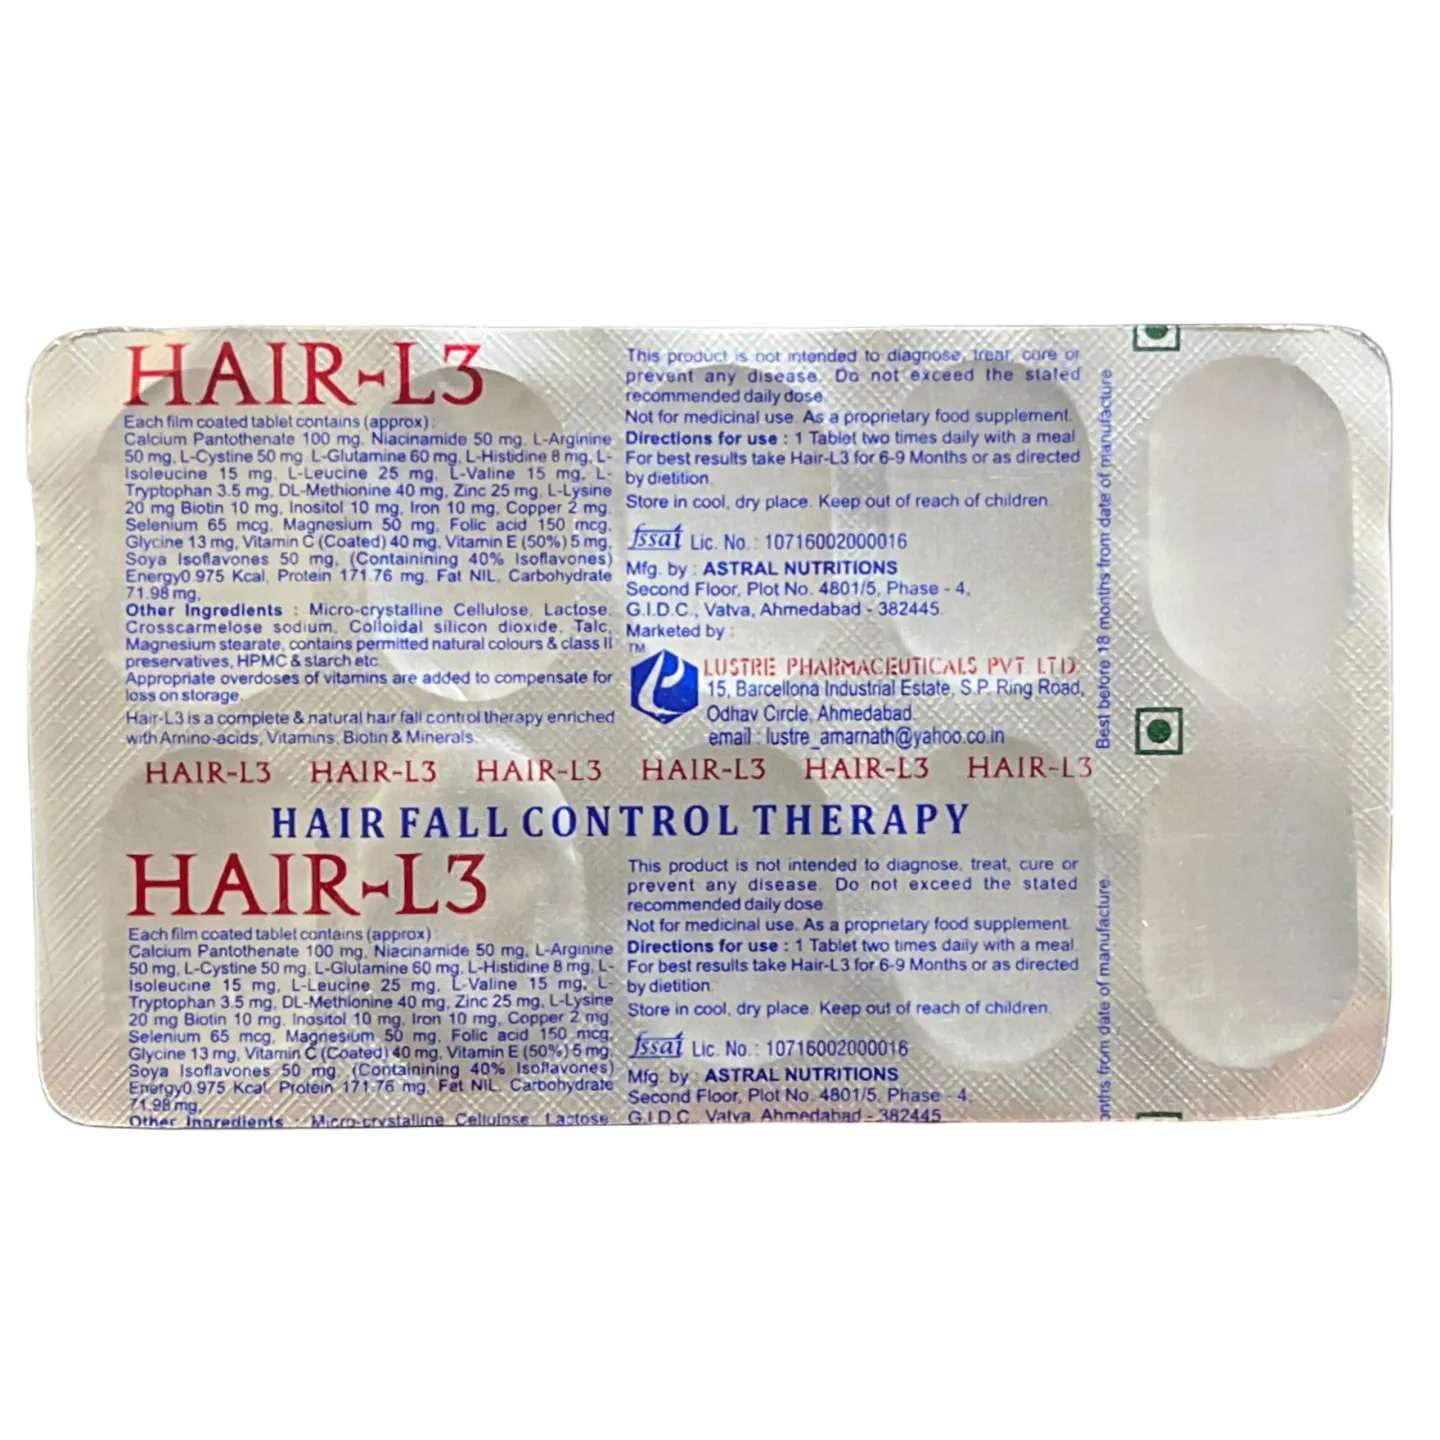 HAIR-L3
Each film coated tablet contains (approx) :
Calcium Pantothenate 100 mg, Niacinamide 50 mg, L-Arginine
50 mg, L-Cystine 50 mg L-Glutamine 60 mg, L-Histidine 8 mg, L-
Isoleucine 15 mg, L-Leucine 25 mg, L-Valine 15 mg, L-
Tryptophan 3.5 mg, DL-Methionine 40 mg, Zinc 25 mg, L-Lysine
20 mg Biotin 10 mg, Inositol 10 mg, Iron 10 mg, Copper 2 mg,
Selenium 65 mcg, Magnesium 50 mg, Folic acid 150 mcg,
Glycine 13 mg, Vitamin C (Coated) 40 mg, Vitamin E (50%) 5 mg,
Soya Isoflavones 50 mg, (Containining 40% Isoflavones)
Energy0.975 Kcal, Protein 171.76 mg, Fat NIL, Carbohydrate
71.98 mg,
Other Ingredients : Micro-crystalline Cellulose, Lactose,
Crosscarmelose sodium, Colloidal silicon dioxide, Talc,
Magnesium stearate, contains permitted natural colours & class II
preservatives, HPMC & starch etc.
Appropriate overdoses of vitamins are added to compensate for
loss on storage.
Hair-L3 is a complete & natural hair fall control therapy enriched
with Amino-acids, Vitamins, Biotin & Minerals.
This product is not intended to diagnose, treat, cure or
prevent any disease. Do not exceed the stated
recommended daily dose.
Not for medicinal use. As a proprietary food supplement.
Directions for use : 1 Tablet two times daily with a meal.
For best results take Hair-L3 for 6-9 Months or as directed
by dietition.
Store in cool, dry place. Keep out of reach of children.
fssai Lic. No. : 10716002000016
Mfg. by : ASTRAL NUTRITIONS
Second Floor, Plot No. 4801/5, Phase - 4,
G.I.D.C., Vatva, Ahmedabad - 382445.
Marketed by :
TM
LUSTRE PHARMACEUTICALS PVT. LTD.
15, Barcellona Industrial Estate, S.P. Ring Road,
Odhav Circle, Ahmedabad.
email : lustre_amarnath@yahoo.co.in
Best before 18 months from date of manufacture
HAIR-L3 HAIR-L3 HAIR-L3 HAIR-L3 HAIR-L3 HAIR-L3
HAIR FALL CONTROL THERAPY
HAIR-L3
Each film coated tablet contains (approx) :
Calcium Pantothenate 100 mg, Niacinamide 50 mg, L-Arginine
50 mg, L-Cystine 50 mg, L-Glutamine 60 mg, L-Histidine 8 mg, L-
Isoleucine 15 mg, L-Leucine 25 mg, L-Valine 15 mg, L-
Tryptophan 3.5 mg, DL-Methionine 40 mg, Zinc 25 mg, L-Lysine
20 mg Biotin 10 mg, Inositol 10 mg, Iron 10 mg, Copper 2 mg,
Selenium 65 mcg, Magnesium 50 mg, Folic acid 150 mcg,
Glycine 13 mg, Vitamin C (Coated) 40 mg, Vitamin E (50%) 5 mg,
Soya Isoflavones 50 mg, (Containining 40% Isoflavones)
Energy0.975 Kcal, Protein 171.76 mg, Fat NIL, Carbohydrate
71.98 mg,
Other Ingredients : Micro-crystalline Cellulose, Lactose,
This product is not intended to diagnose, treat, cure or
prevent any disease. Do not exceed the stated
recommended daily dose.
Not for medicinal use. As a proprietary food supplement.
Directions for use : 1 Tablet two times daily with a meal.
For best results take Hair-L3 for 6-9 Months or as directed
by dietition.
Store in cool, dry place. Keep out of reach of children.
fssai Lic. No. : 10716002000016
Mfg. by : ASTRAL NUTRITIONS
Second Floor, Plot No. 4801/5, Phase - 4,
G.I.D.C., Vatva, Ahmedabad - 382445.
onths from date of manufacture.